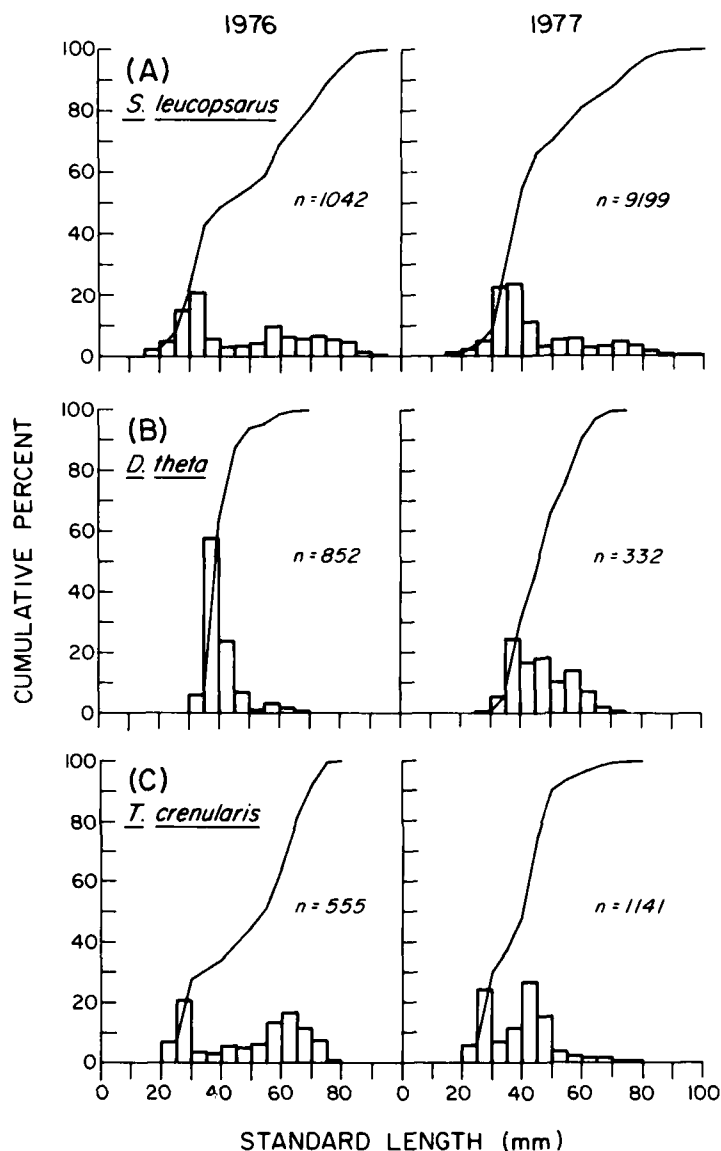 1976 1977
100
80
60
40
20
0
(A)
S. leucopsarus
n=1042
n=9199
100
80
60
40
20
0
(B)
D. theta
n=852
n=332
100
80
60
40
20
0
(C)
T. crenularis
n=555
n=1141
0 20 40 60 80 0 20 40 60 80 100
CUMULATIVE PERCENT
STANDARD LENGTH (mm)